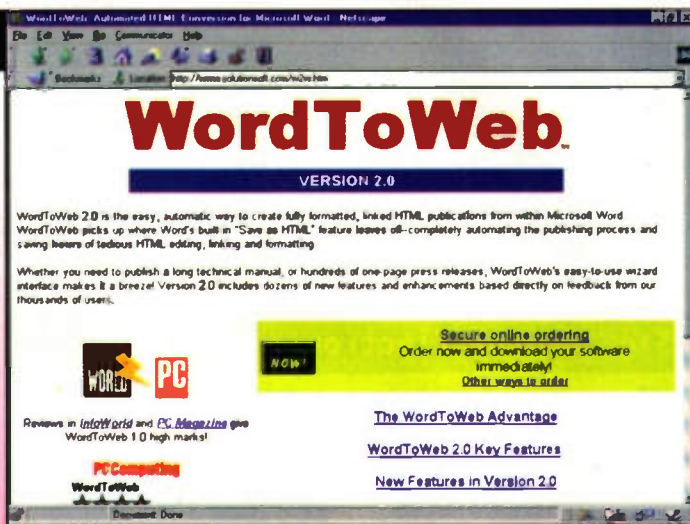 WordToWeb: Automated HTML Conversion for Microsoft Word - Netscape
File Edit View Go Communicator Help
Bookmarks Location: http://www.solutionsoft.com/w2w.htm
WordToWeb™
VERSION 2.0
WordToWeb 2.0 is the easy, automatic way to create fully formatted, linked HTML publications from within Microsoft Word
WordToWeb picks up where Word's built in "Save as HTML" feature leaves off--completely automating the publishing process and
saving hours of tedious HTML editing, linking and formatting
Whether you need to publish a long technical manual, or hundreds of one-page press releases, WordToWeb's easy-to-use wizard
interface makes it a breeze! Version 2.0 includes dozens of new features and enhancements based directly on feedback from our
thousands of users.
WORLD PC
NOW!
Secure online ordering
Order now and download your software
immediately!
Other ways to order
Reviews in InfoWorld and PC Magazine give
WordToWeb 1.0 high marks!
PCComputing
WordToWeb
The WordToWeb Advantage
WordToWeb 2.0 Key Features
New Features in Version 2.0
Document: Done